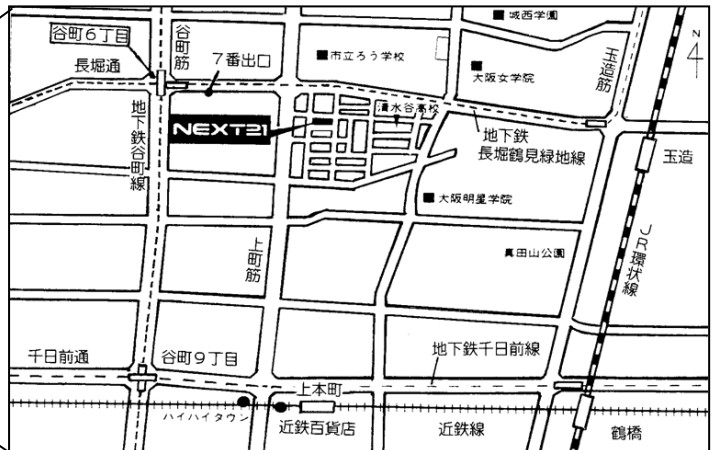 城西学園
谷町6丁目
谷町筋
7番出口
市立ろう学校
大阪女学院
玉造筋
N
長堀通
清水谷高校
NEXT21
地下鉄
長堀鶴見緑地線
玉造
地下鉄谷町線
大阪明星学院
上町筋
真田山公園
JR環状線
千日前通
谷町9丁目
地下鉄千日前線
上本町
ハイハイタウン
近鉄百貨店
近鉄線
鶴橋